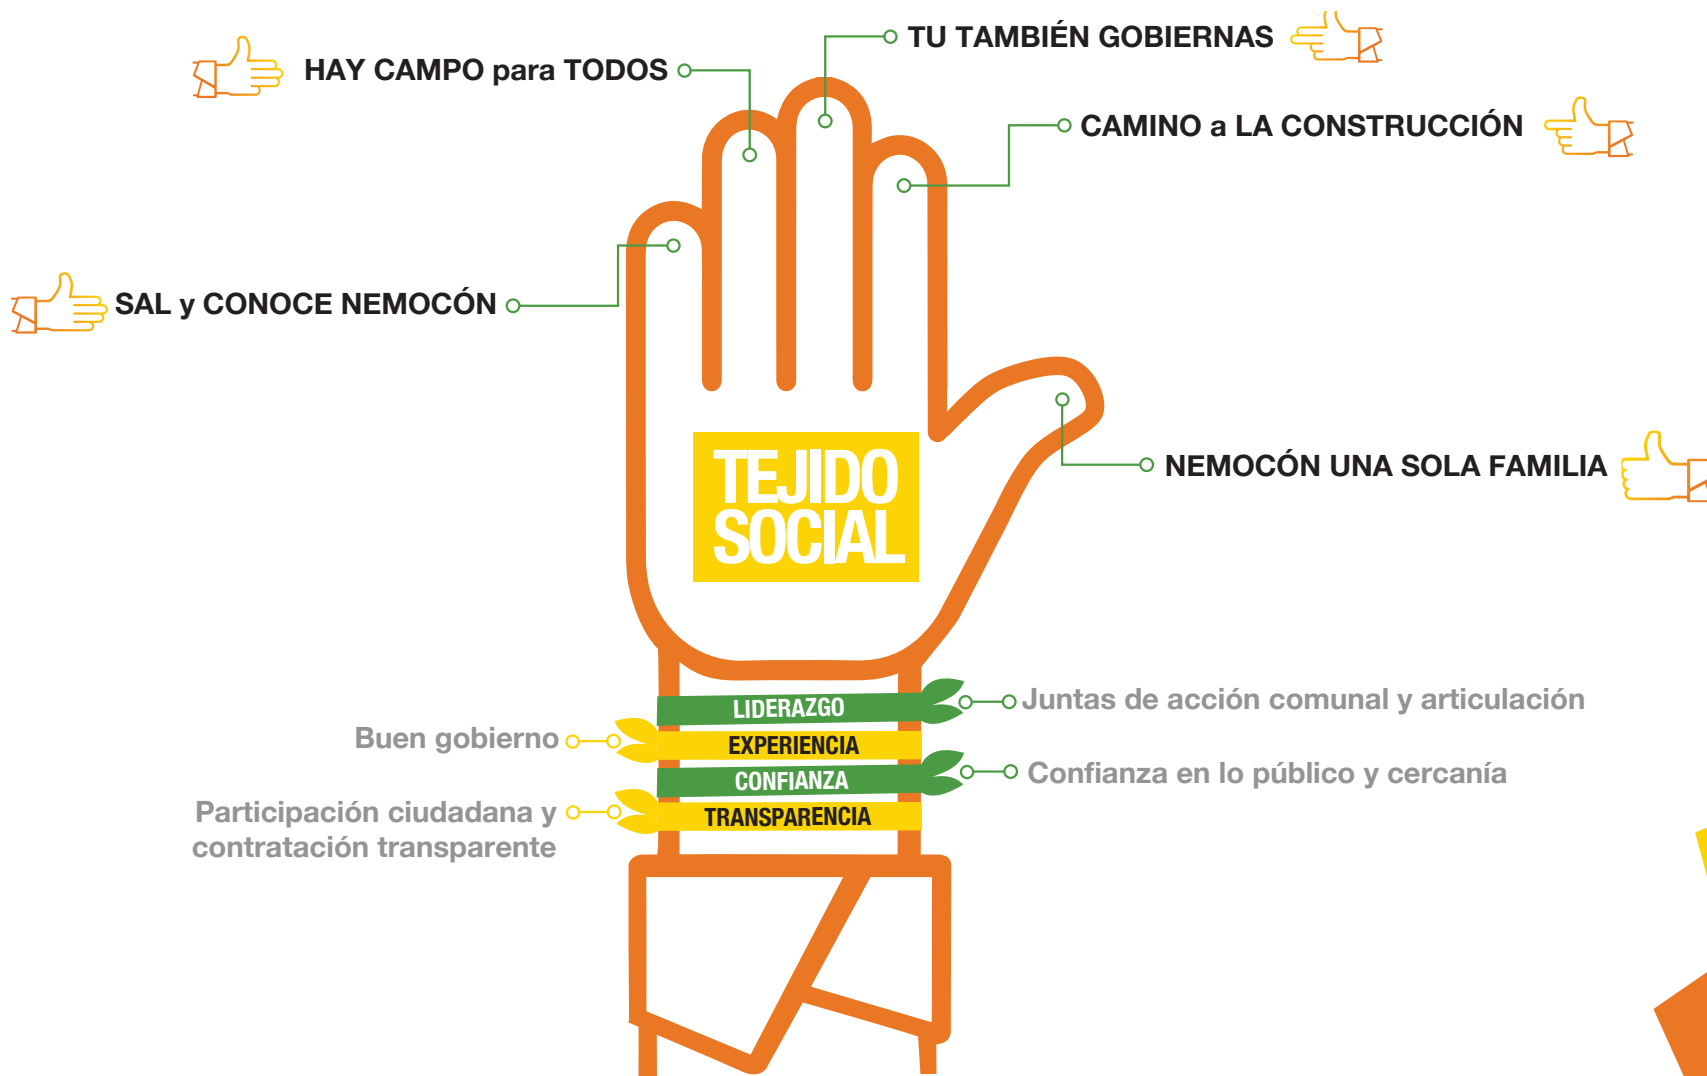 TU TAMBIÉN GOBIERNAS
HAY CAMPO para TODOS
CAMINO a LA CONSTRUCCIÓN
SAL y CONOCE NEMOCÓN
NEMOCÓN UNA SOLA FAMILIA
TEJIDO
SOCIAL
LIDERAZGO
Juntas de acción comunal y articulación
Buen gobierno
EXPERIENCIA
CONFIANZA
Confianza en lo público y cercanía
Participación ciudadana y
contratación transparente
TRANSPARENCIA